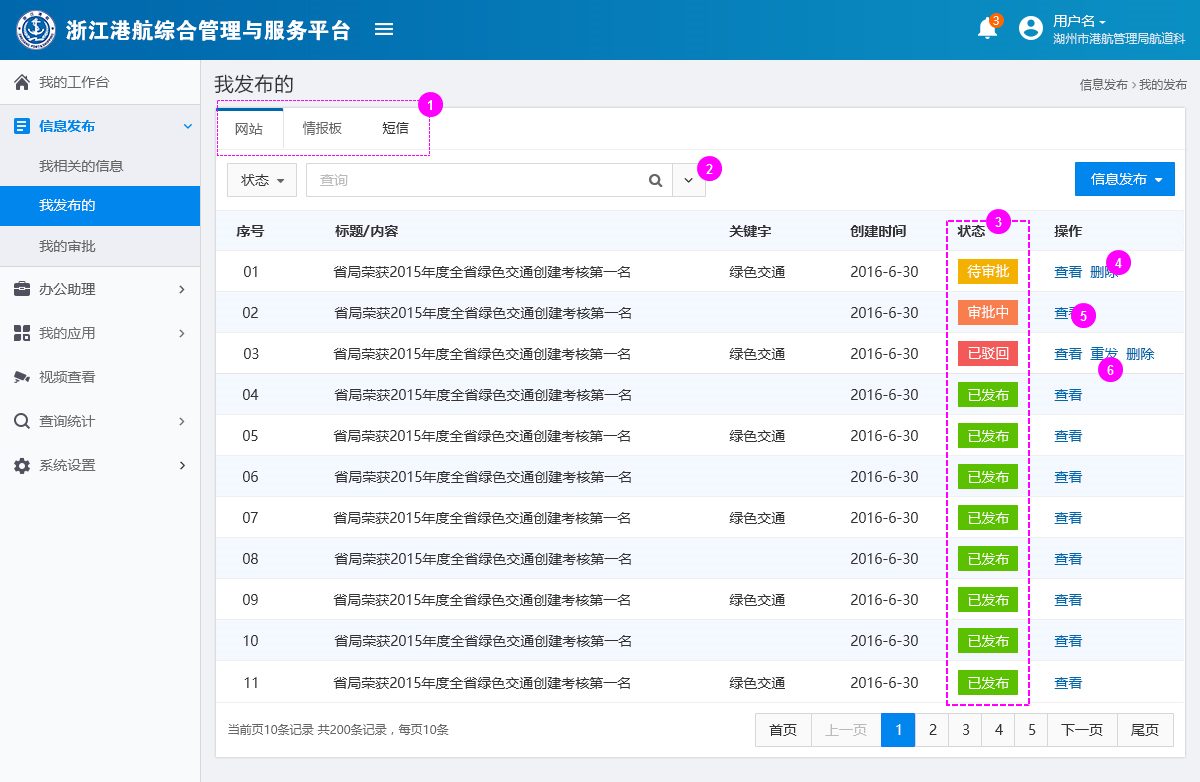 浙江港航综合管理与服务平台
3
用户名
湖州市港航管理局航道科
我的工作台
信息发布
我相关的信息
我发布的
我的审批
办公助理
我的应用
视频查看
查询统计
系统设置
我发布的
信息发布 › 我的发布
网站 情报板 短信 1
状态 查询 2 信息发布
序号 标题/内容 关键字 创建时间 状态 3 操作
01 省局荣获2015年度全省绿色交通创建考核第一名 绿色交通 2016-6-30 待审批 查看 删除 4
02 省局荣获2015年度全省绿色交通创建考核第一名 2016-6-30 审批中 查看 5
03 省局荣获2015年度全省绿色交通创建考核第一名 绿色交通 2016-6-30 已驳回 查看 重发 删除
6
04 省局荣获2015年度全省绿色交通创建考核第一名 2016-6-30 已发布 查看
05 省局荣获2015年度全省绿色交通创建考核第一名 绿色交通 2016-6-30 已发布 查看
06 省局荣获2015年度全省绿色交通创建考核第一名 2016-6-30 已发布 查看
07 省局荣获2015年度全省绿色交通创建考核第一名 绿色交通 2016-6-30 已发布 查看
08 省局荣获2015年度全省绿色交通创建考核第一名 2016-6-30 已发布 查看
09 省局荣获2015年度全省绿色交通创建考核第一名 绿色交通 2016-6-30 已发布 查看
10 省局荣获2015年度全省绿色交通创建考核第一名 2016-6-30 已发布 查看
11 省局荣获2015年度全省绿色交通创建考核第一名 绿色交通 2016-6-30 已发布 查看
当前页10条记录 共200条记录，每页10条
首页 上一页 1 2 3 4 5 下一页 尾页